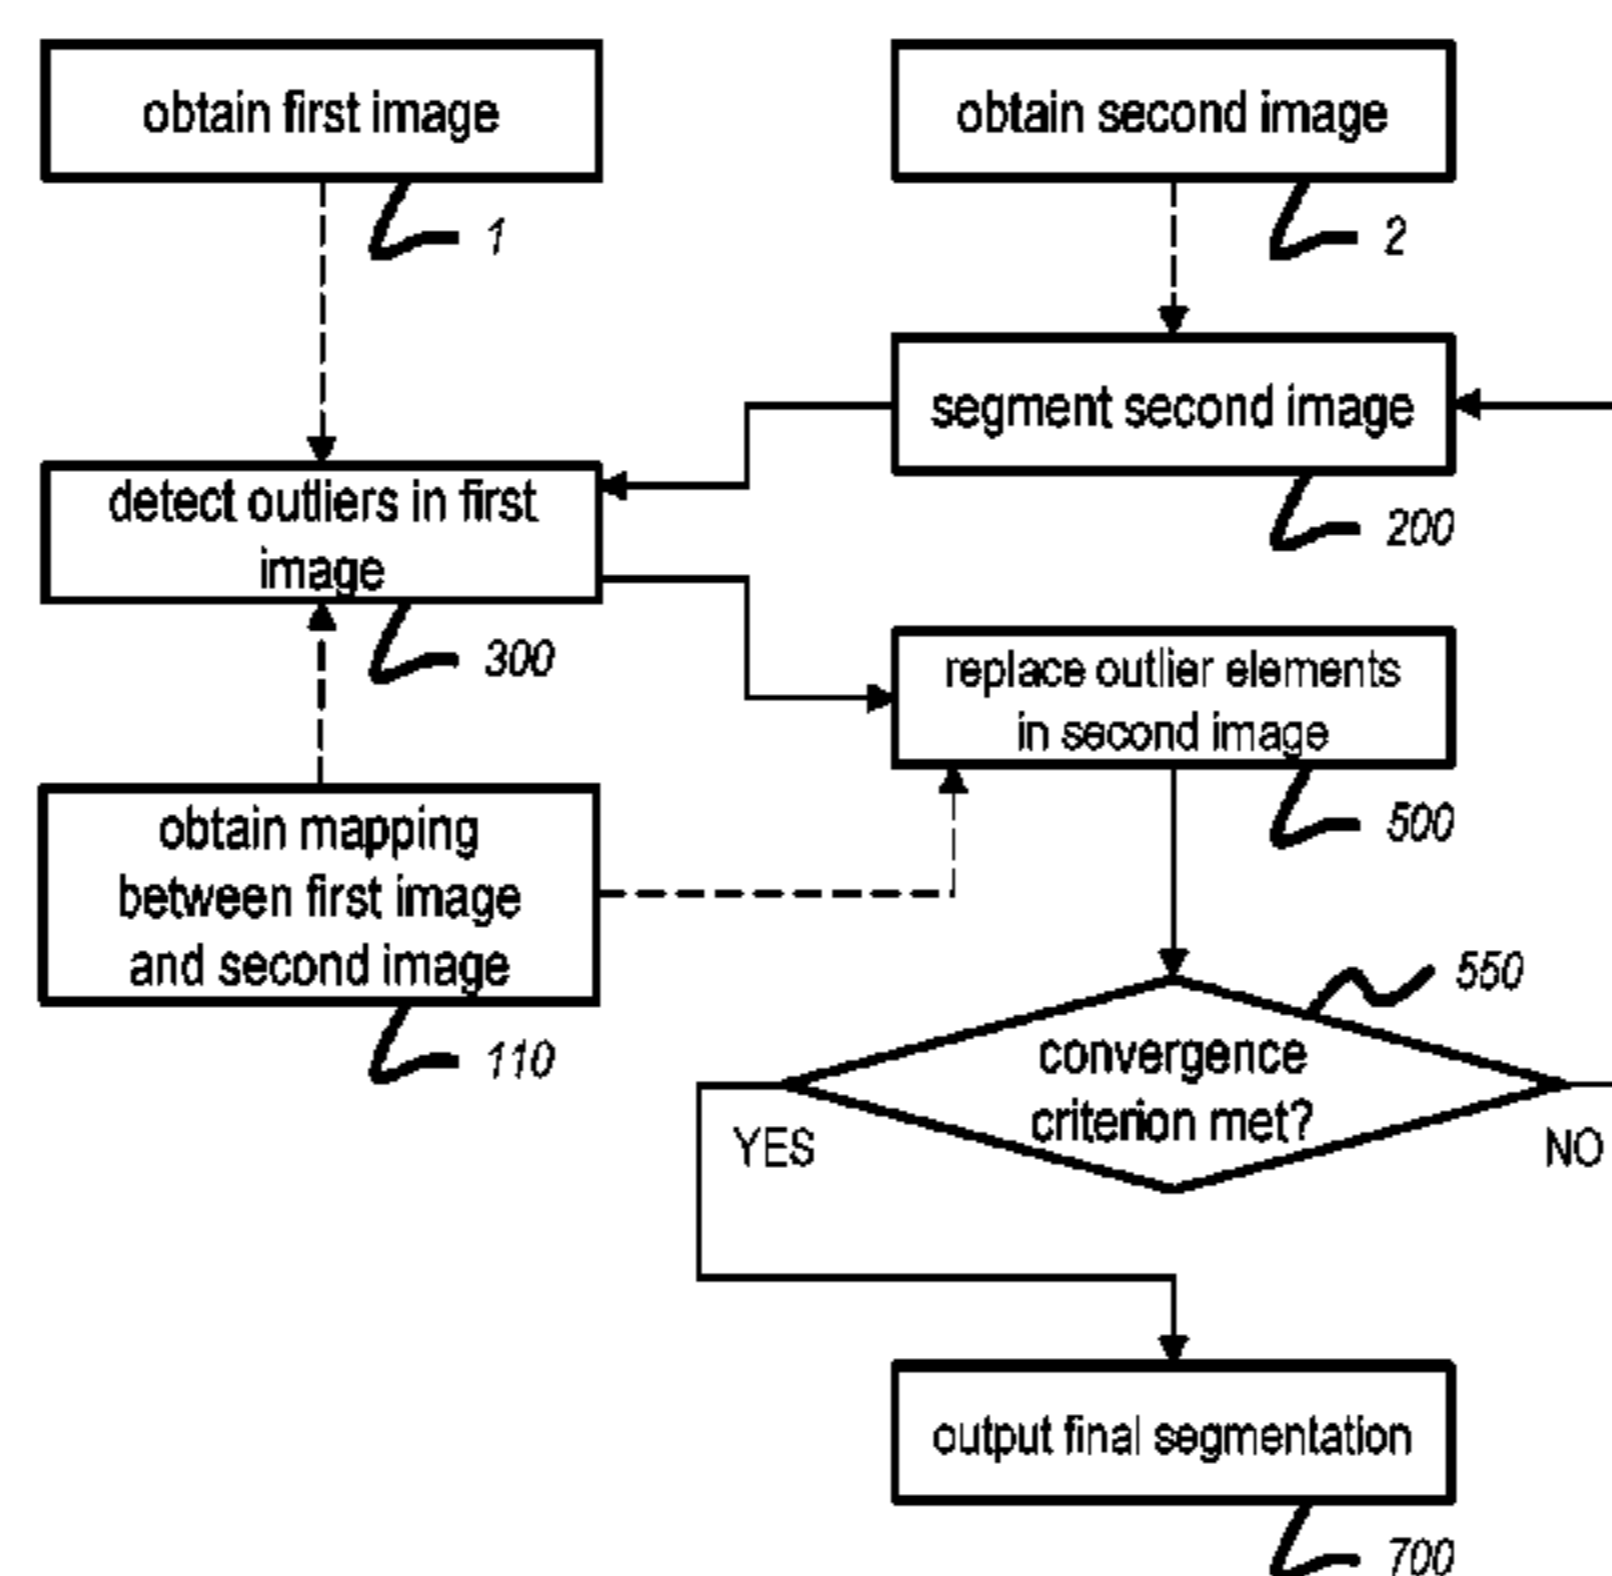 obtain first image
1
obtain second image
2
segment second image
200
detect outliers in first
image
300
replace outlier elements
in second image
500
obtain mapping
between first image
and second image
110
550
convergence
criterion met?
YES
NO
output final segmentation
700